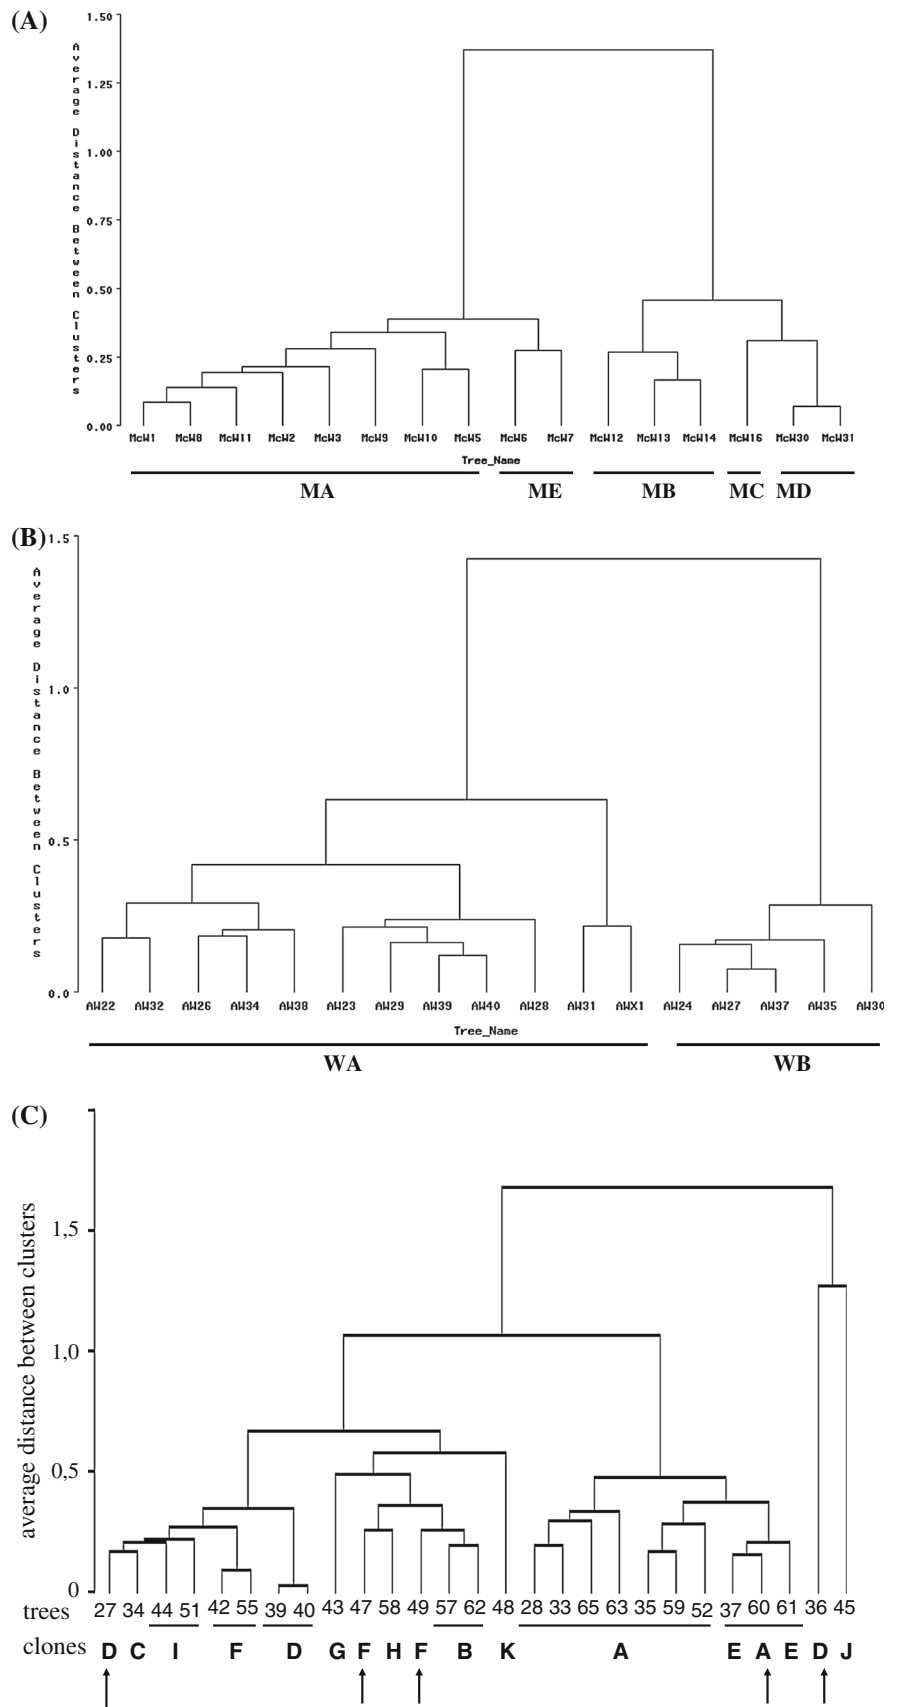 (A)
1.50
1.25
1.00
0.75
0.50
0.25
0.00
Average Distance Between Clusters
McW1 McW8 McW11 McW2 McW3 McW9 McW10 McW5 McW6 McW7 McW12 McW13 McW14 McW16 McW30 McW31
Tree_Name
MA ME MB MC MD
(B)
1.5
1.0
0.5
0.0
Average Distance Between Clusters
AW22 AW32 AW26 AW34 AW38 AW23 AW29 AW39 AW40 AW28 AW31 AWX1 AW24 AW27 AW37 AW35 AW30
Tree_Name
WA WB
(C)
average distance between clusters
1,5
1,0
0,5
0
trees 27 34 44 51 42 55 39 40 43 47 58 49 57 62 48 28 33 65 63 35 59 52 37 60 61 36 45
clones D C I F D G F H F B K A E A E D J